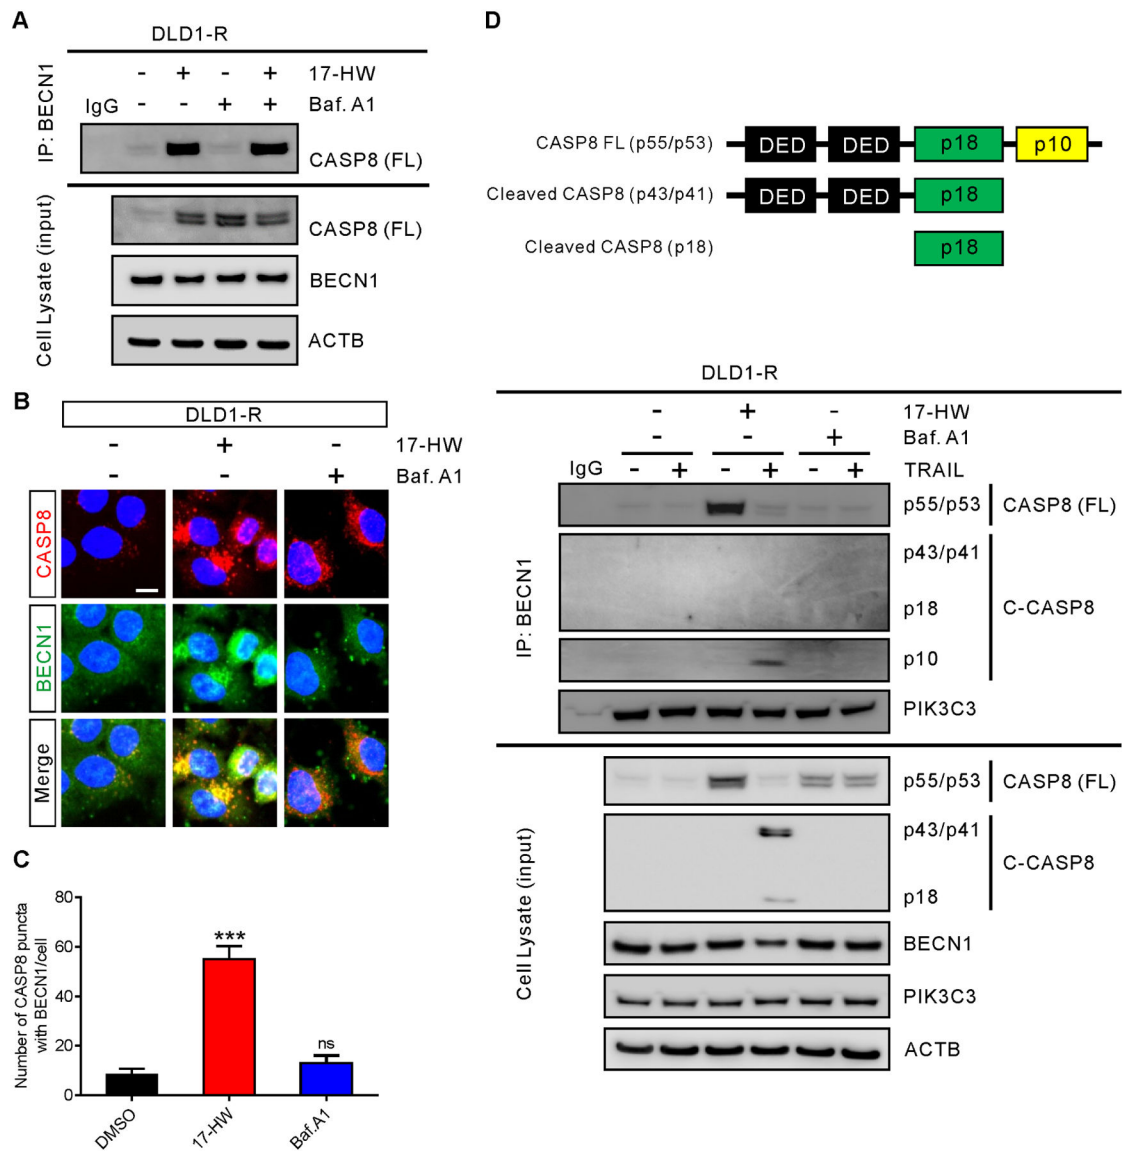 A
DLD1-R
- + - + 17-HW
IgG - - + + Baf. A1
IP: BECN1
CASP8 (FL)
Cell Lysate (input)
CASP8 (FL)
BECN1
ACTB
B
DLD1-R
- + - 17-HW
- - + Baf. A1
CASP8
BECN1
Merge
C
Number of CASP8 puncta
with BECN1/cell
80
60
40
20
0
***
ns
DMSO
17-HW
Baf.A1
D
CASP8 FL (p55/p53) DED DED p18 p10
Cleaved CASP8 (p43/p41) DED DED p18
Cleaved CASP8 (p18) p18
DLD1-R
- + - 17-HW
- - + Baf. A1
IgG - + - + - + TRAIL
IP: BECN1
p55/p53 CASP8 (FL)
p43/p41
p18 C-CASP8
p10
PIK3C3
Cell Lysate (input)
p55/p53 CASP8 (FL)
p43/p41
C-CASP8
p18
BECN1
PIK3C3
ACTB